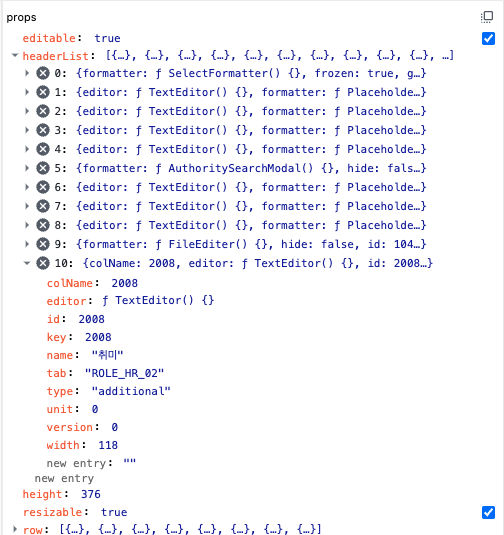 props
editable: true
headerList: [{…}, {…}, {…}, {…}, {…}, {…}, {…}, {…}, {…}, {…}, …]
0: {formatter: ƒ SelectFormatter() {}, frozen: true, g…}
1: {editor: ƒ TextEditor() {}, formatter: ƒ Placeholde…}
2: {editor: ƒ TextEditor() {}, formatter: ƒ Placeholde…}
3: {editor: ƒ TextEditor() {}, formatter: ƒ Placeholde…}
4: {editor: ƒ TextEditor() {}, formatter: ƒ Placeholde…}
5: {formatter: ƒ AuthoritySearchModal() {}, hide: fals…}
6: {editor: ƒ TextEditor() {}, formatter: ƒ Placeholde…}
7: {editor: ƒ TextEditor() {}, formatter: ƒ Placeholde…}
8: {editor: ƒ TextEditor() {}, formatter: ƒ Placeholde…}
9: {formatter: ƒ FileEditer() {}, hide: false, id: 104…}
10: {colName: 2008, editor: ƒ TextEditor() {}, id: 2008…}
colName: 2008
editor: ƒ TextEditor() {}
id: 2008
key: 2008
name: "취미"
tab: "ROLE_HR_02"
type: "additional"
unit: 0
version: 0
width: 118
new entry: ""
new entry
height: 376
resizable: true
row: [{…}, {…}, {…}, {…}, {…}, {…}, {…}, {…}]